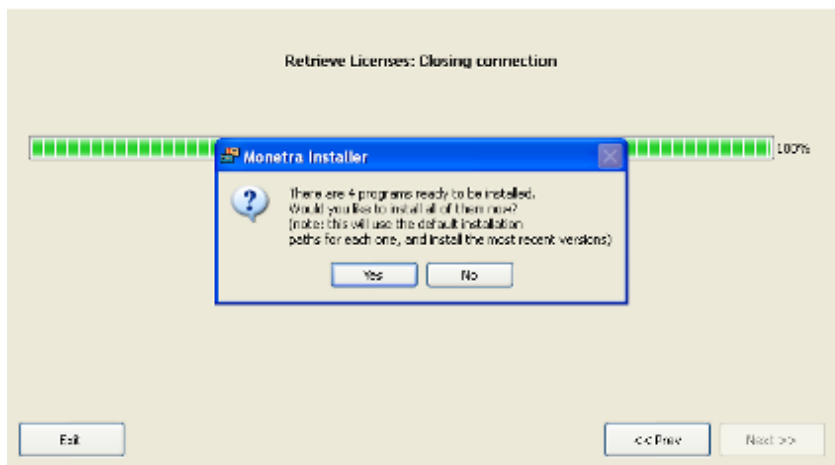 Retrieve Licenses: Closing connection
100%
Monetra Installer
There are 4 programs ready to be installed.
Would you like to install all of them now?
(note: this will use the default installation
paths for each one, and install the most recent versions)
Yes
No
Exit
<< Prev
Next >>